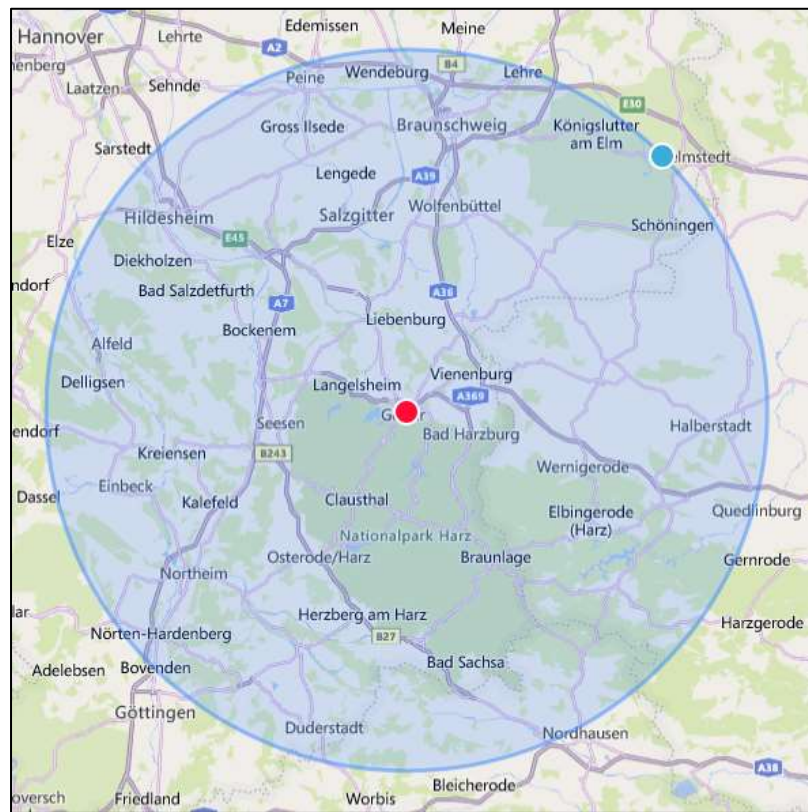 Edemissen
Meine
Hannover
Lehrte
A2
B4
Wendeburg
Lehre
Peine
Laatzen
Sehnde
E30
Gross Ilsede
Braunschweig
Königslutter
am Elm
Sarstedt
elmstedt
Lengede
A39
Wolfenbüttel
Hildesheim
Salzgitter
Schöningen
Elze
E45
Diekholzen
Bad Salzdetfurth
A7
A36
Bockenem
Liebenburg
Alfeld
Delligsen
Langelsheim
Vienenburg
A369
Seesen
Bad Harzburg
Halberstadt
Kreiensen
B243
Wernigerode
Dassel
Einbeck
Kalefeld
Clausthal
Elbingerode
(Harz)
Quedlinburg
Nationalpark Harz
Osterode/Harz
Braunlage
Gernrode
Northeim
Herzberg am Harz
Harzgerode
Nörten-Hardenberg
B27
Adelebsen
Bovenden
Bad Sachsa
Göttingen
Duderstadt
Nordhausen
A38
Bleicherode
Friedland
Worbis